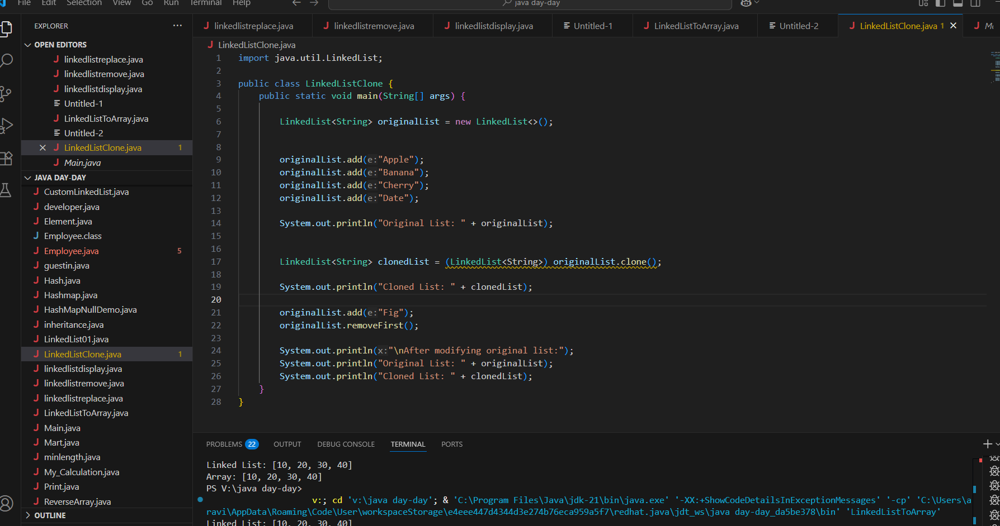 File Edit Selection View Go Run Terminal Help
java day-day
EXPLORER
OPEN EDITORS
linkedlistreplace.java
linkedlistremove.java
linkedlistdisplay.java
Untitled-1
LinkedListToArray.java
Untitled-2
LinkedListClone.java 1
Main.java
JAVA DAY-DAY
CustomLinkedList.java
developer.java
Element.java
Employee.class
Employee.java 5
guestin.java
Hash.java
Hashmap.java
HashMapNullDemo.java
inheritance.java
LinkedList01.java
LinkedListClone.java 1
linkedlistdisplay.java
linkedlistremove.java
linkedlistreplace.java
LinkedListToArray.java
Main.java
Mart.java
minlength.java
My_Calculation.java
Print.java
ReverseArray.java
OUTLINE
linkedlistreplace.java linkedlistremove.java linkedlistdisplay.java Untitled-1 LinkedListToArray.java Untitled-2 LinkedListClone.java 1
LinkedListClone.java
1 import java.util.LinkedList;
2
3 public class LinkedListClone {
4 public static void main(String[] args) {
5
6 LinkedList<String> originalList = new LinkedList<>();
7
8
9 originalList.add(e:"Apple");
10 originalList.add(e:"Banana");
11 originalList.add(e:"Cherry");
12 originalList.add(e:"Date");
13
14 System.out.println("Original List: " + originalList);
15
16
17 LinkedList<String> clonedList = (LinkedList<String>) originalList.clone();
18
19 System.out.println("Cloned List: " + clonedList);
20
21 originalList.add(e:"Fig");
22 originalList.removeFirst();
23
24 System.out.println(x:"\nAfter modifying original list:");
25 System.out.println("Original List: " + originalList);
26 System.out.println("Cloned List: " + clonedList);
27 }
28 }
PROBLEMS 22 OUTPUT DEBUG CONSOLE TERMINAL PORTS
Linked List: [10, 20, 30, 40]
Array: [10, 20, 30, 40]
PS V:\java day-day>
v:; cd 'v:\java day-day'; & 'C:\Program Files\Java\jdk-21\bin\java.exe' '-XX:+ShowCodeDetailsInExceptionMessages' '-cp' 'C:\Users\a
ravi\AppData\Roaming\Code\User\workspaceStorage\e4eee447d4344d3e274b76eca959a5f7\redhat.java\jdt_ws\java day-day_da5be378\bin' 'LinkedListToArray'
Linked List: [10, 20, 30, 40]